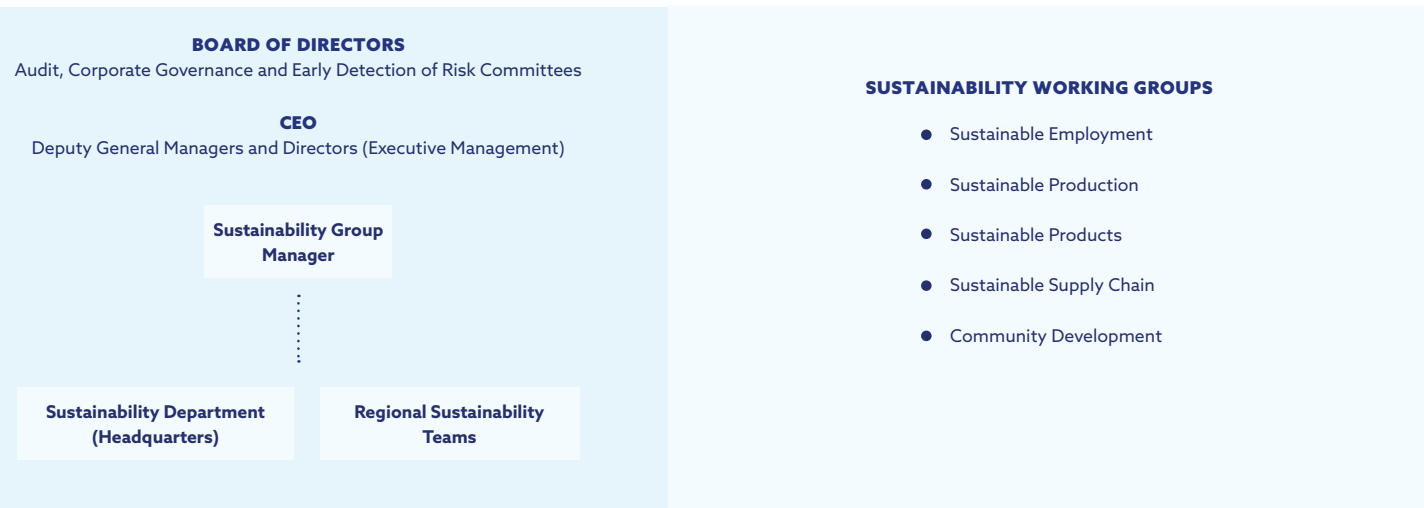 BOARD OF DIRECTORS
Audit, Corporate Governance and Early Detection of Risk Committees
CEO
Deputy General Managers and Directors (Executive Management)
Sustainability Group
Manager
Sustainability Department
(Headquarters)
Regional Sustainability
Teams
SUSTAINABILITY WORKING GROUPS
Sustainable Employment
Sustainable Production
Sustainable Products
Sustainable Supply Chain
Community Development